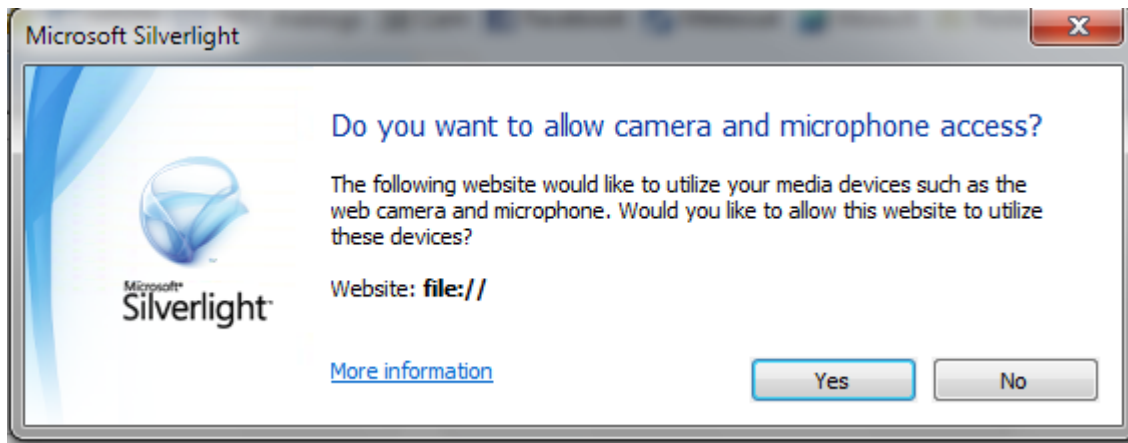 Microsoft Silverlight
Do you want to allow camera and microphone access?
The following website would like to utilize your media devices such as the
web camera and microphone. Would you like to allow this website to utilize
these devices?
Microsoft®
Silverlight™
Website: file://
More information
Yes
No